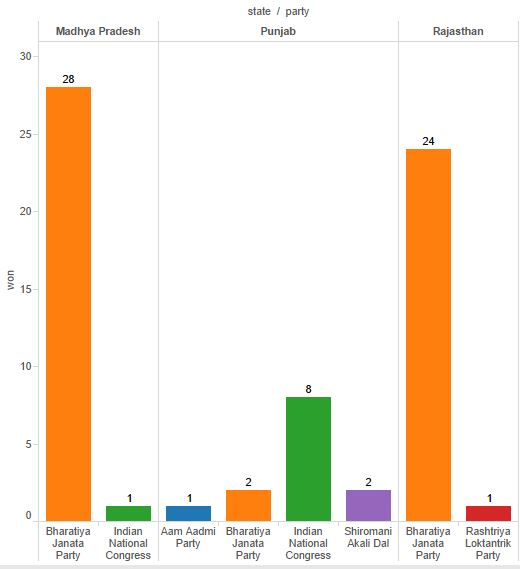 state / party
Madhya Pradesh
Punjab
Rajasthan
30
25
20
15
10
5
0
won
28
1
1
2
8
2
24
1
Bharatiya
Janata
Party
Indian
National
Congress
Aam Aadmi
Party
Bharatiya
Janata
Party
Indian
National
Congress
Shiromani
Akali Dal
Bharatiya
Janata
Party
Rashtriya
Loktantrik
Party